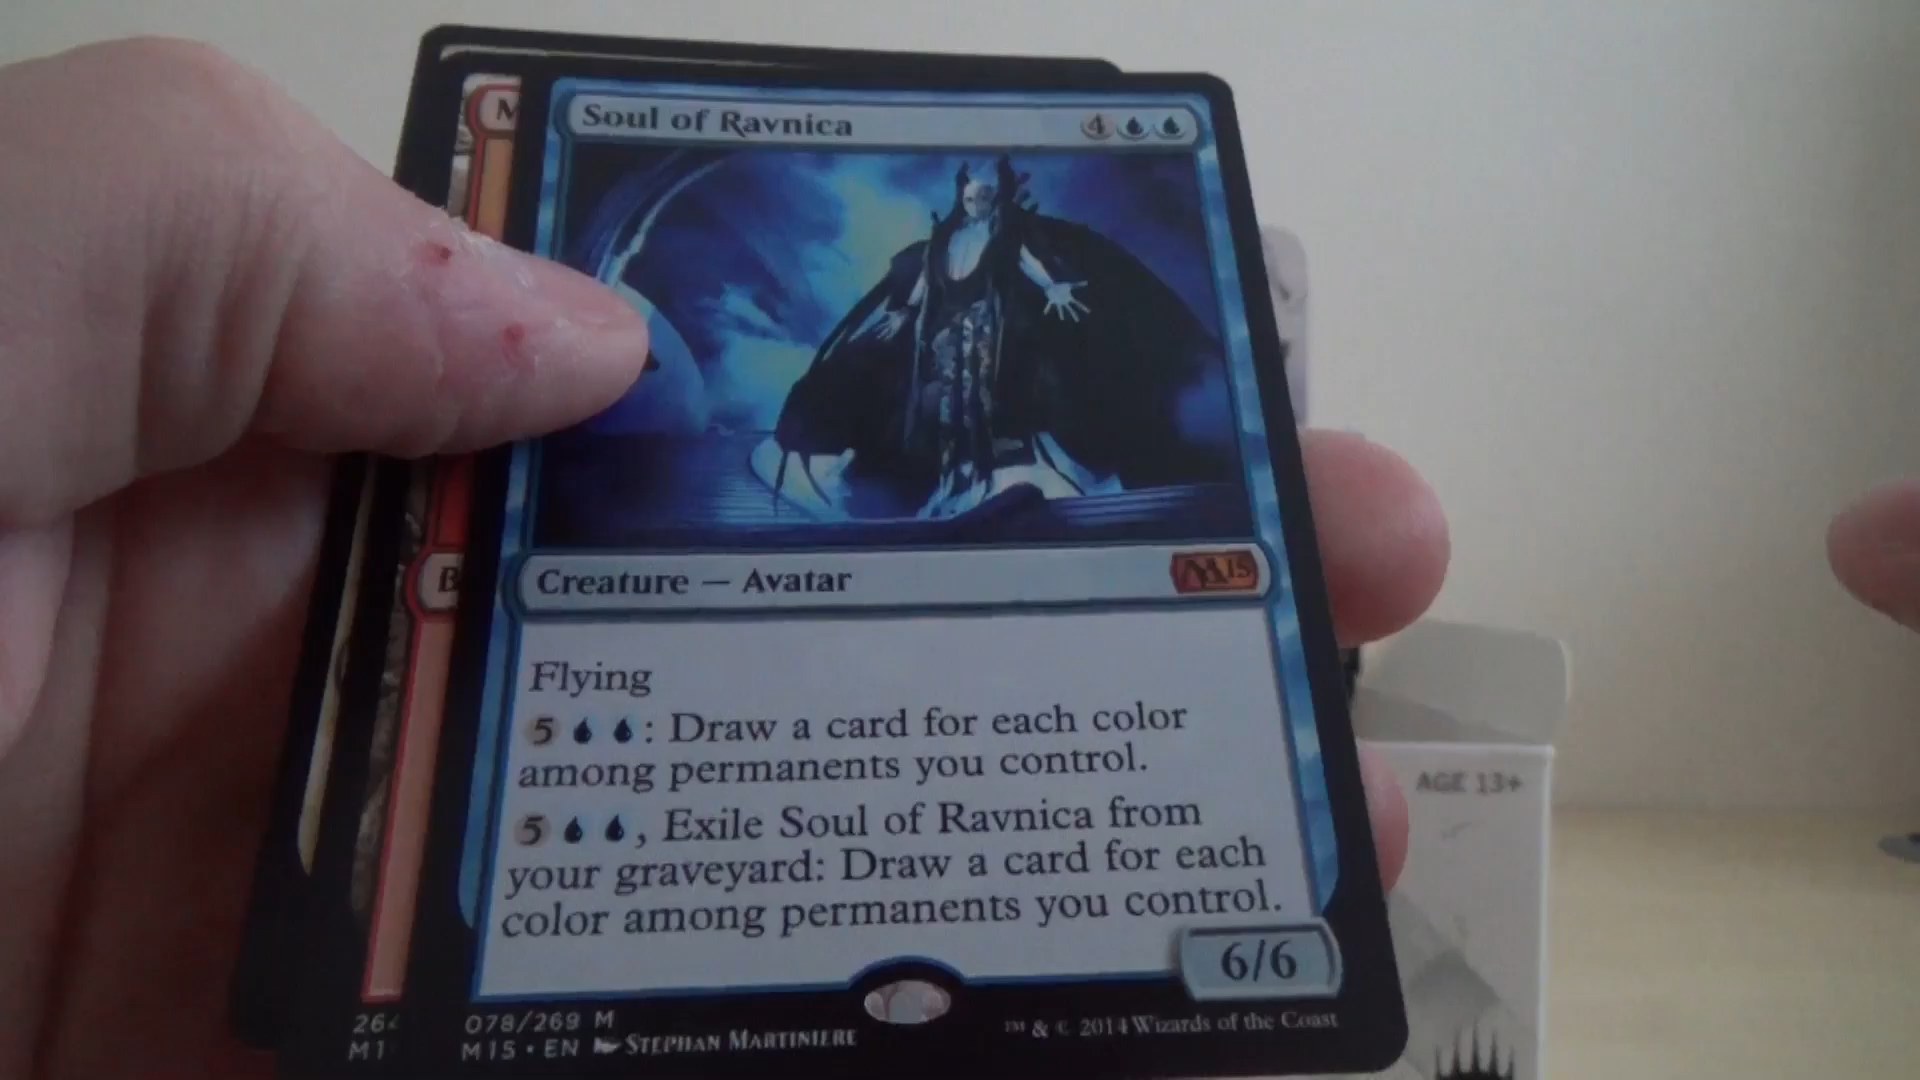 M
Soul of Ravnica
4
B
Creature — Avatar
M15
Flying
5 : Draw a card for each color
among permanents you control.
5 , Exile Soul of Ravnica from
your graveyard: Draw a card for each
color among permanents you control.
6/6
264
M1
078/269 M
M15 • EN STEPHAN MARTINIERE
™ & © 2014 Wizards of the Coast
AGE 13+